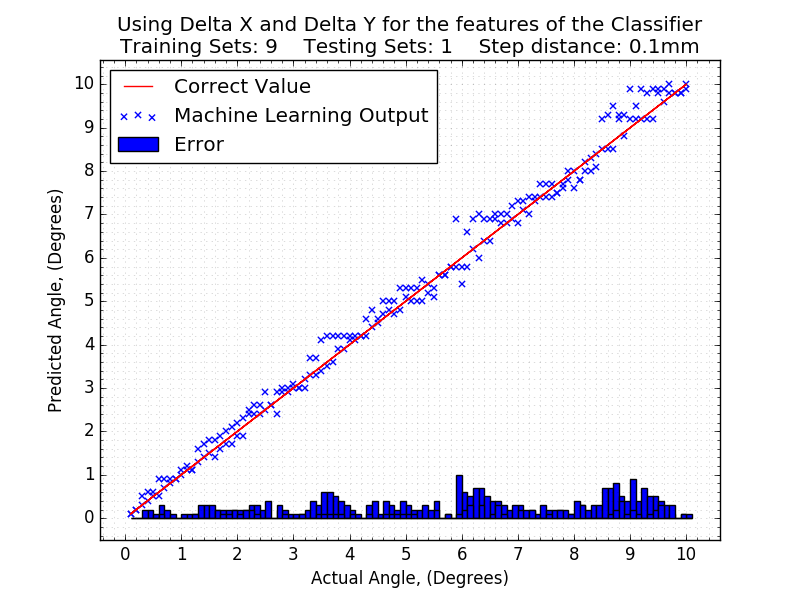 Using Delta X and Delta Y for the features of the Classifier
Training Sets: 9 Testing Sets: 1 Step distance: 0.1mm
Correct Value
Machine Learning Output
Error
Predicted Angle, (Degrees)
10
9
8
7
6
5
4
3
2
1
0
0 1 2 3 4 5 6 7 8 9 10
Actual Angle, (Degrees)